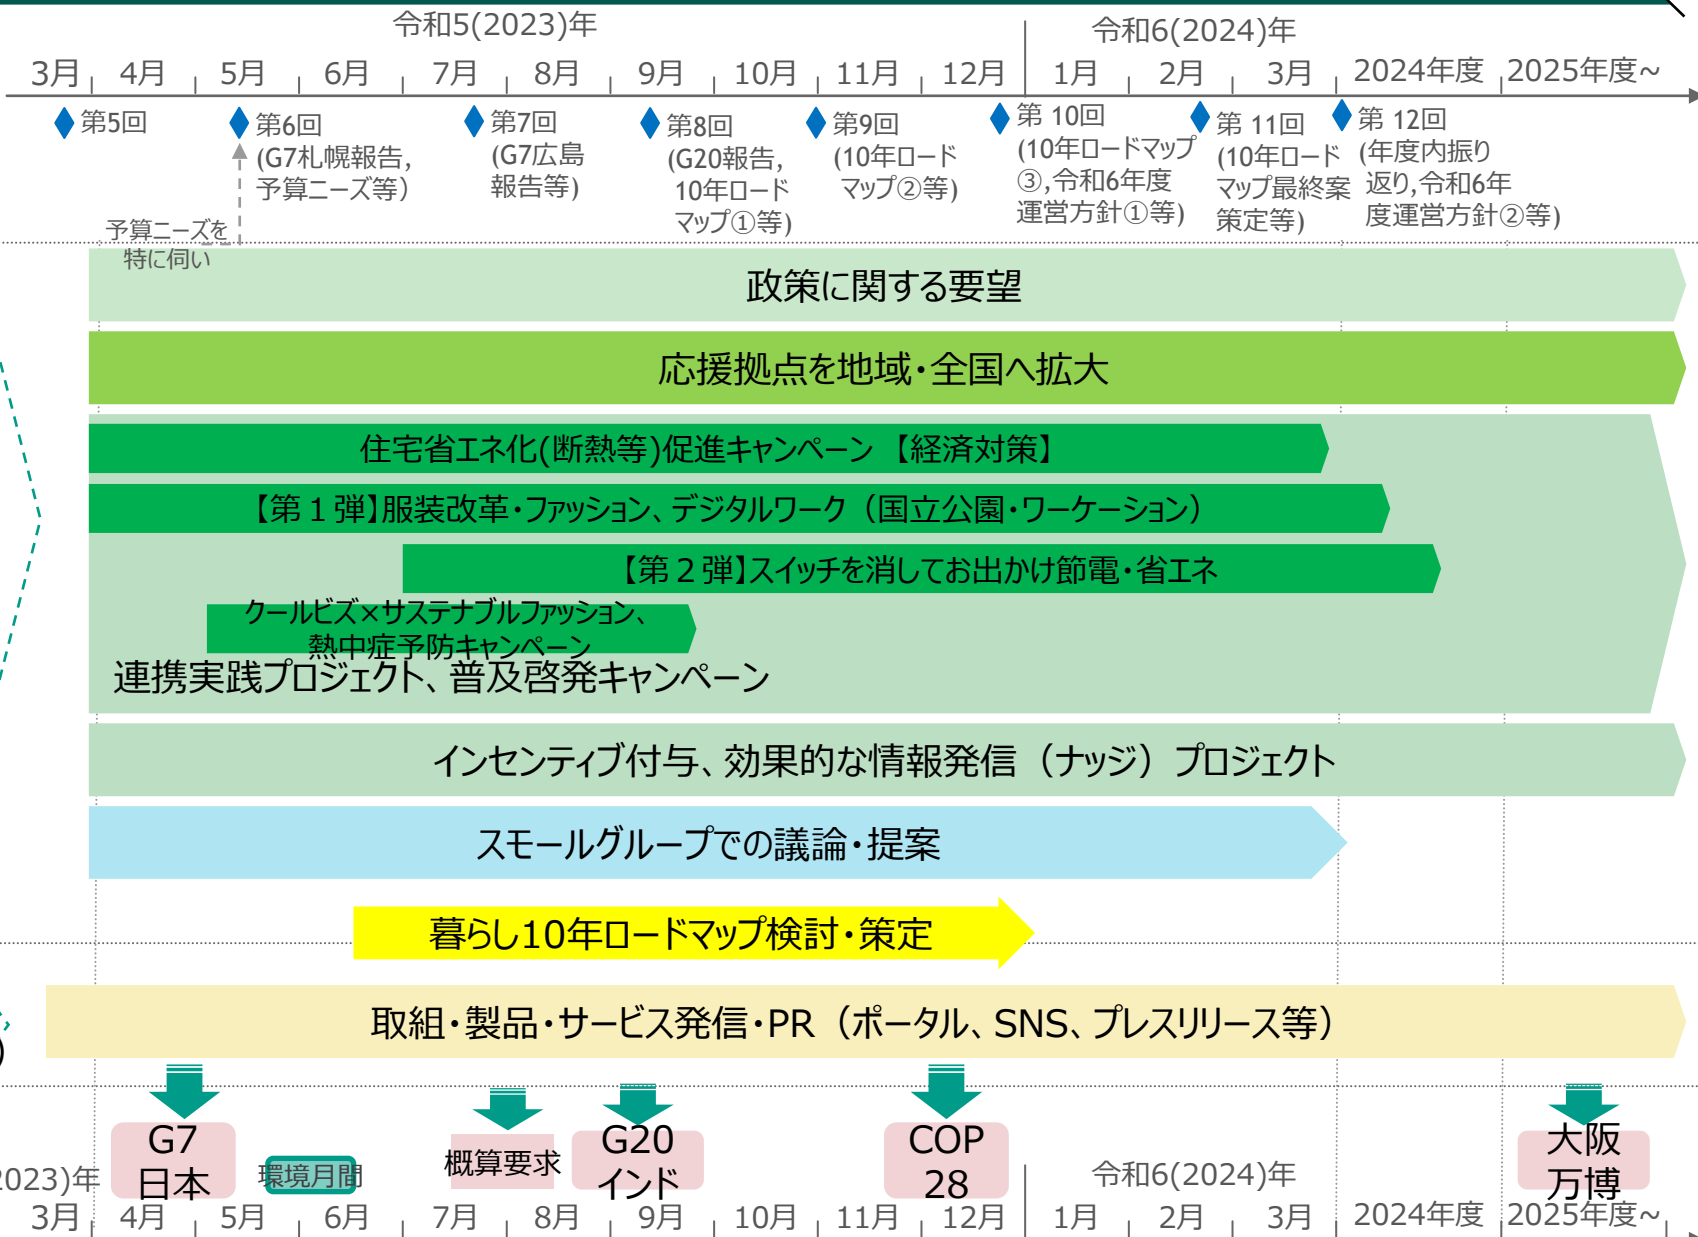 令和5(2023)年
令和6(2024)年
3月 4月 5月 6月 7月 8月 9月 10月 11月 12月 1月 2月 3月 2024年度 2025年度~
第5回
第6回
(G7札幌報告,
予算ニーズ等)
第7回
(G7広島
報告等)
第8回
(G20報告,
10年ロード
マップ①等)
第9回
(10年ロード
マップ②等)
第 10回
(10年ロードマップ
③,令和6年度
運営方針①等)
第 11回
(10年ロード
マップ最終案
策定等)
第 12回
(年度内振り
返り,令和6年
度運営方針②等)
予算ニーズを
特に伺い
政策に関する要望
応援拠点を地域・全国へ拡大
住宅省エネ化(断熱等)促進キャンペーン【経済対策】
【第１弾】服装改革・ファッション、デジタルワーク（国立公園・ワーケーション）
【第２弾】スイッチを消してお出かけ節電・省エネ
クールビズ×サステナブルファッション、
熱中症予防キャンペーン
連携実践プロジェクト、普及啓発キャンペーン
インセンティブ付与、効果的な情報発信（ナッジ）プロジェクト
スモールグループでの議論・提案
暮らし10年ロードマップ検討・策定
取組・製品・サービス発信・PR（ポータル、SNS、プレスリリース等）
)
G7
日本
環境月間
概算要求
G20
インド
COP
28
大阪
万博
2023)年
令和6(2024)年
3月 4月 5月 6月 7月 8月 9月 10月 11月 12月 1月 2月 3月 2024年度 2025年度~